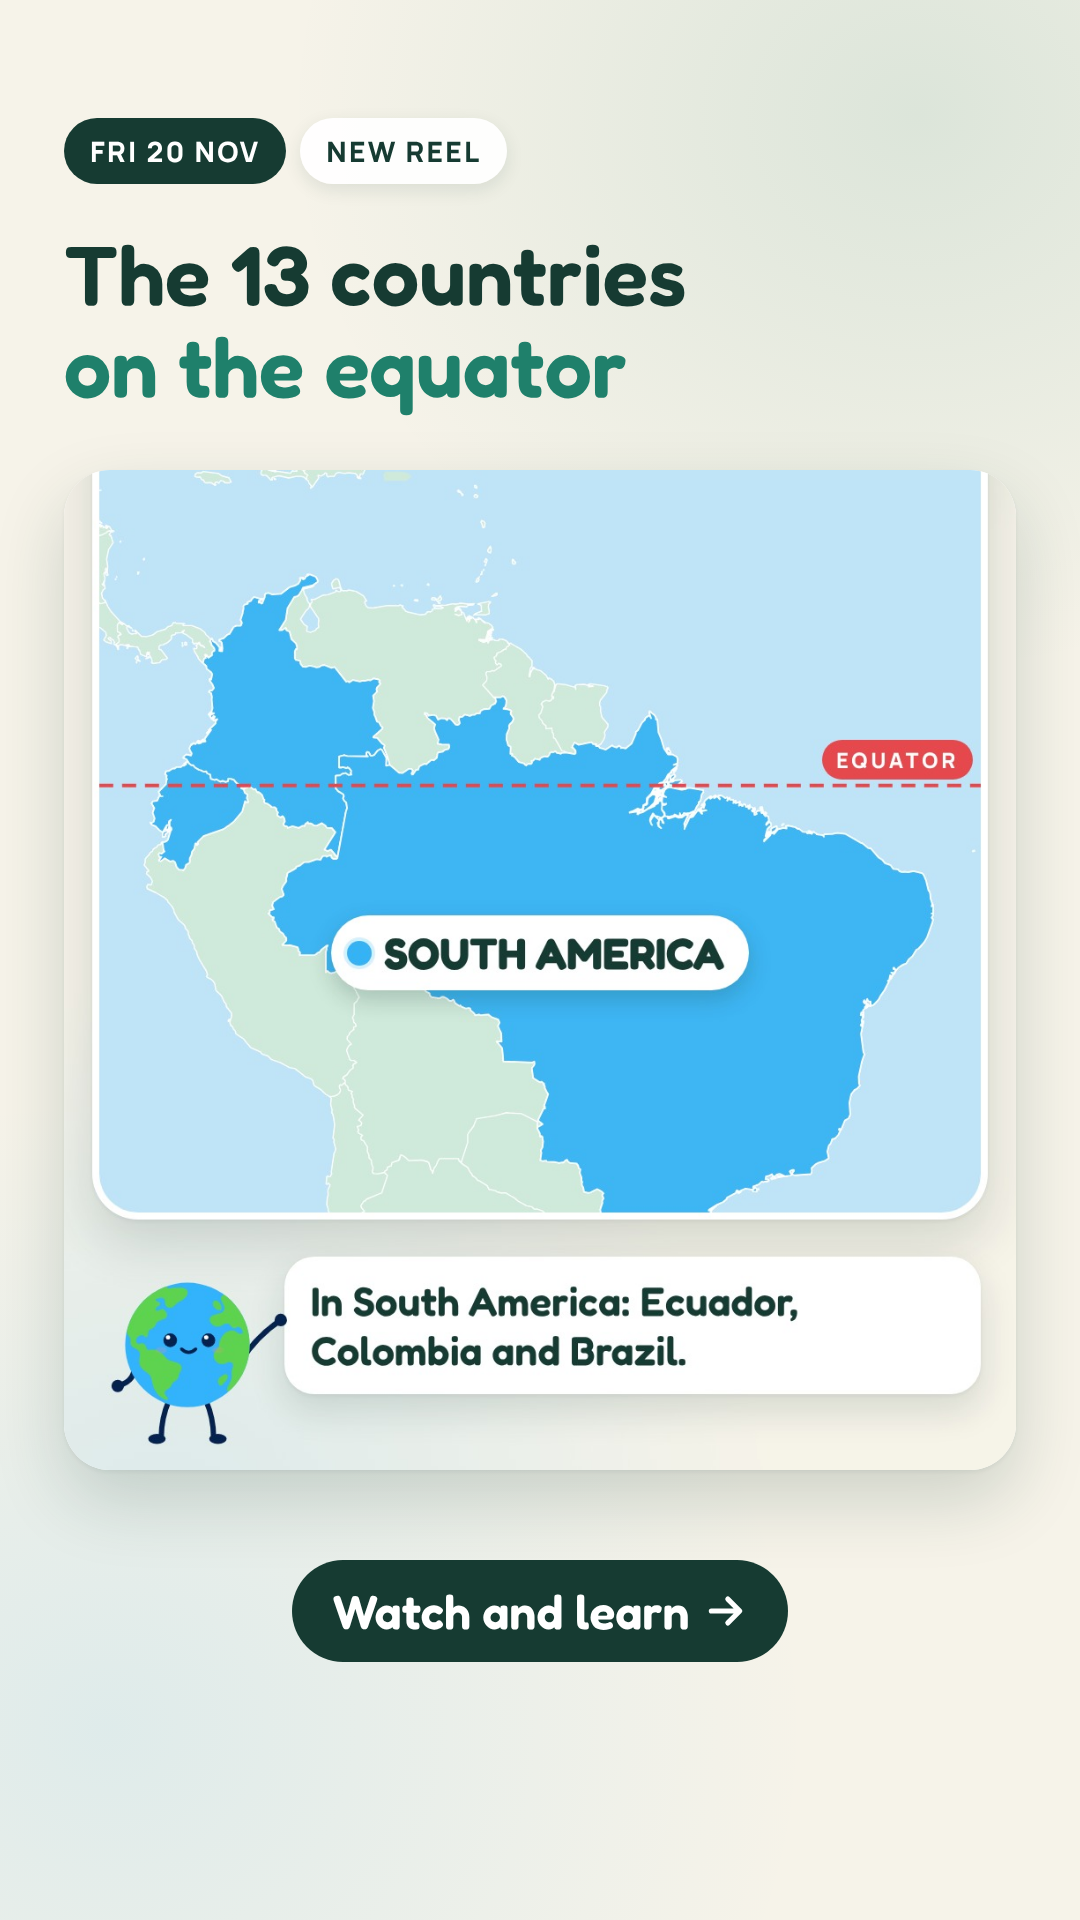 FRI 20 NOV
NEW REEL
The 13 countries
on the equator
EQUATOR
SOUTH AMERICA
In South America: Ecuador,
Colombia and Brazil.
Watch and learn →